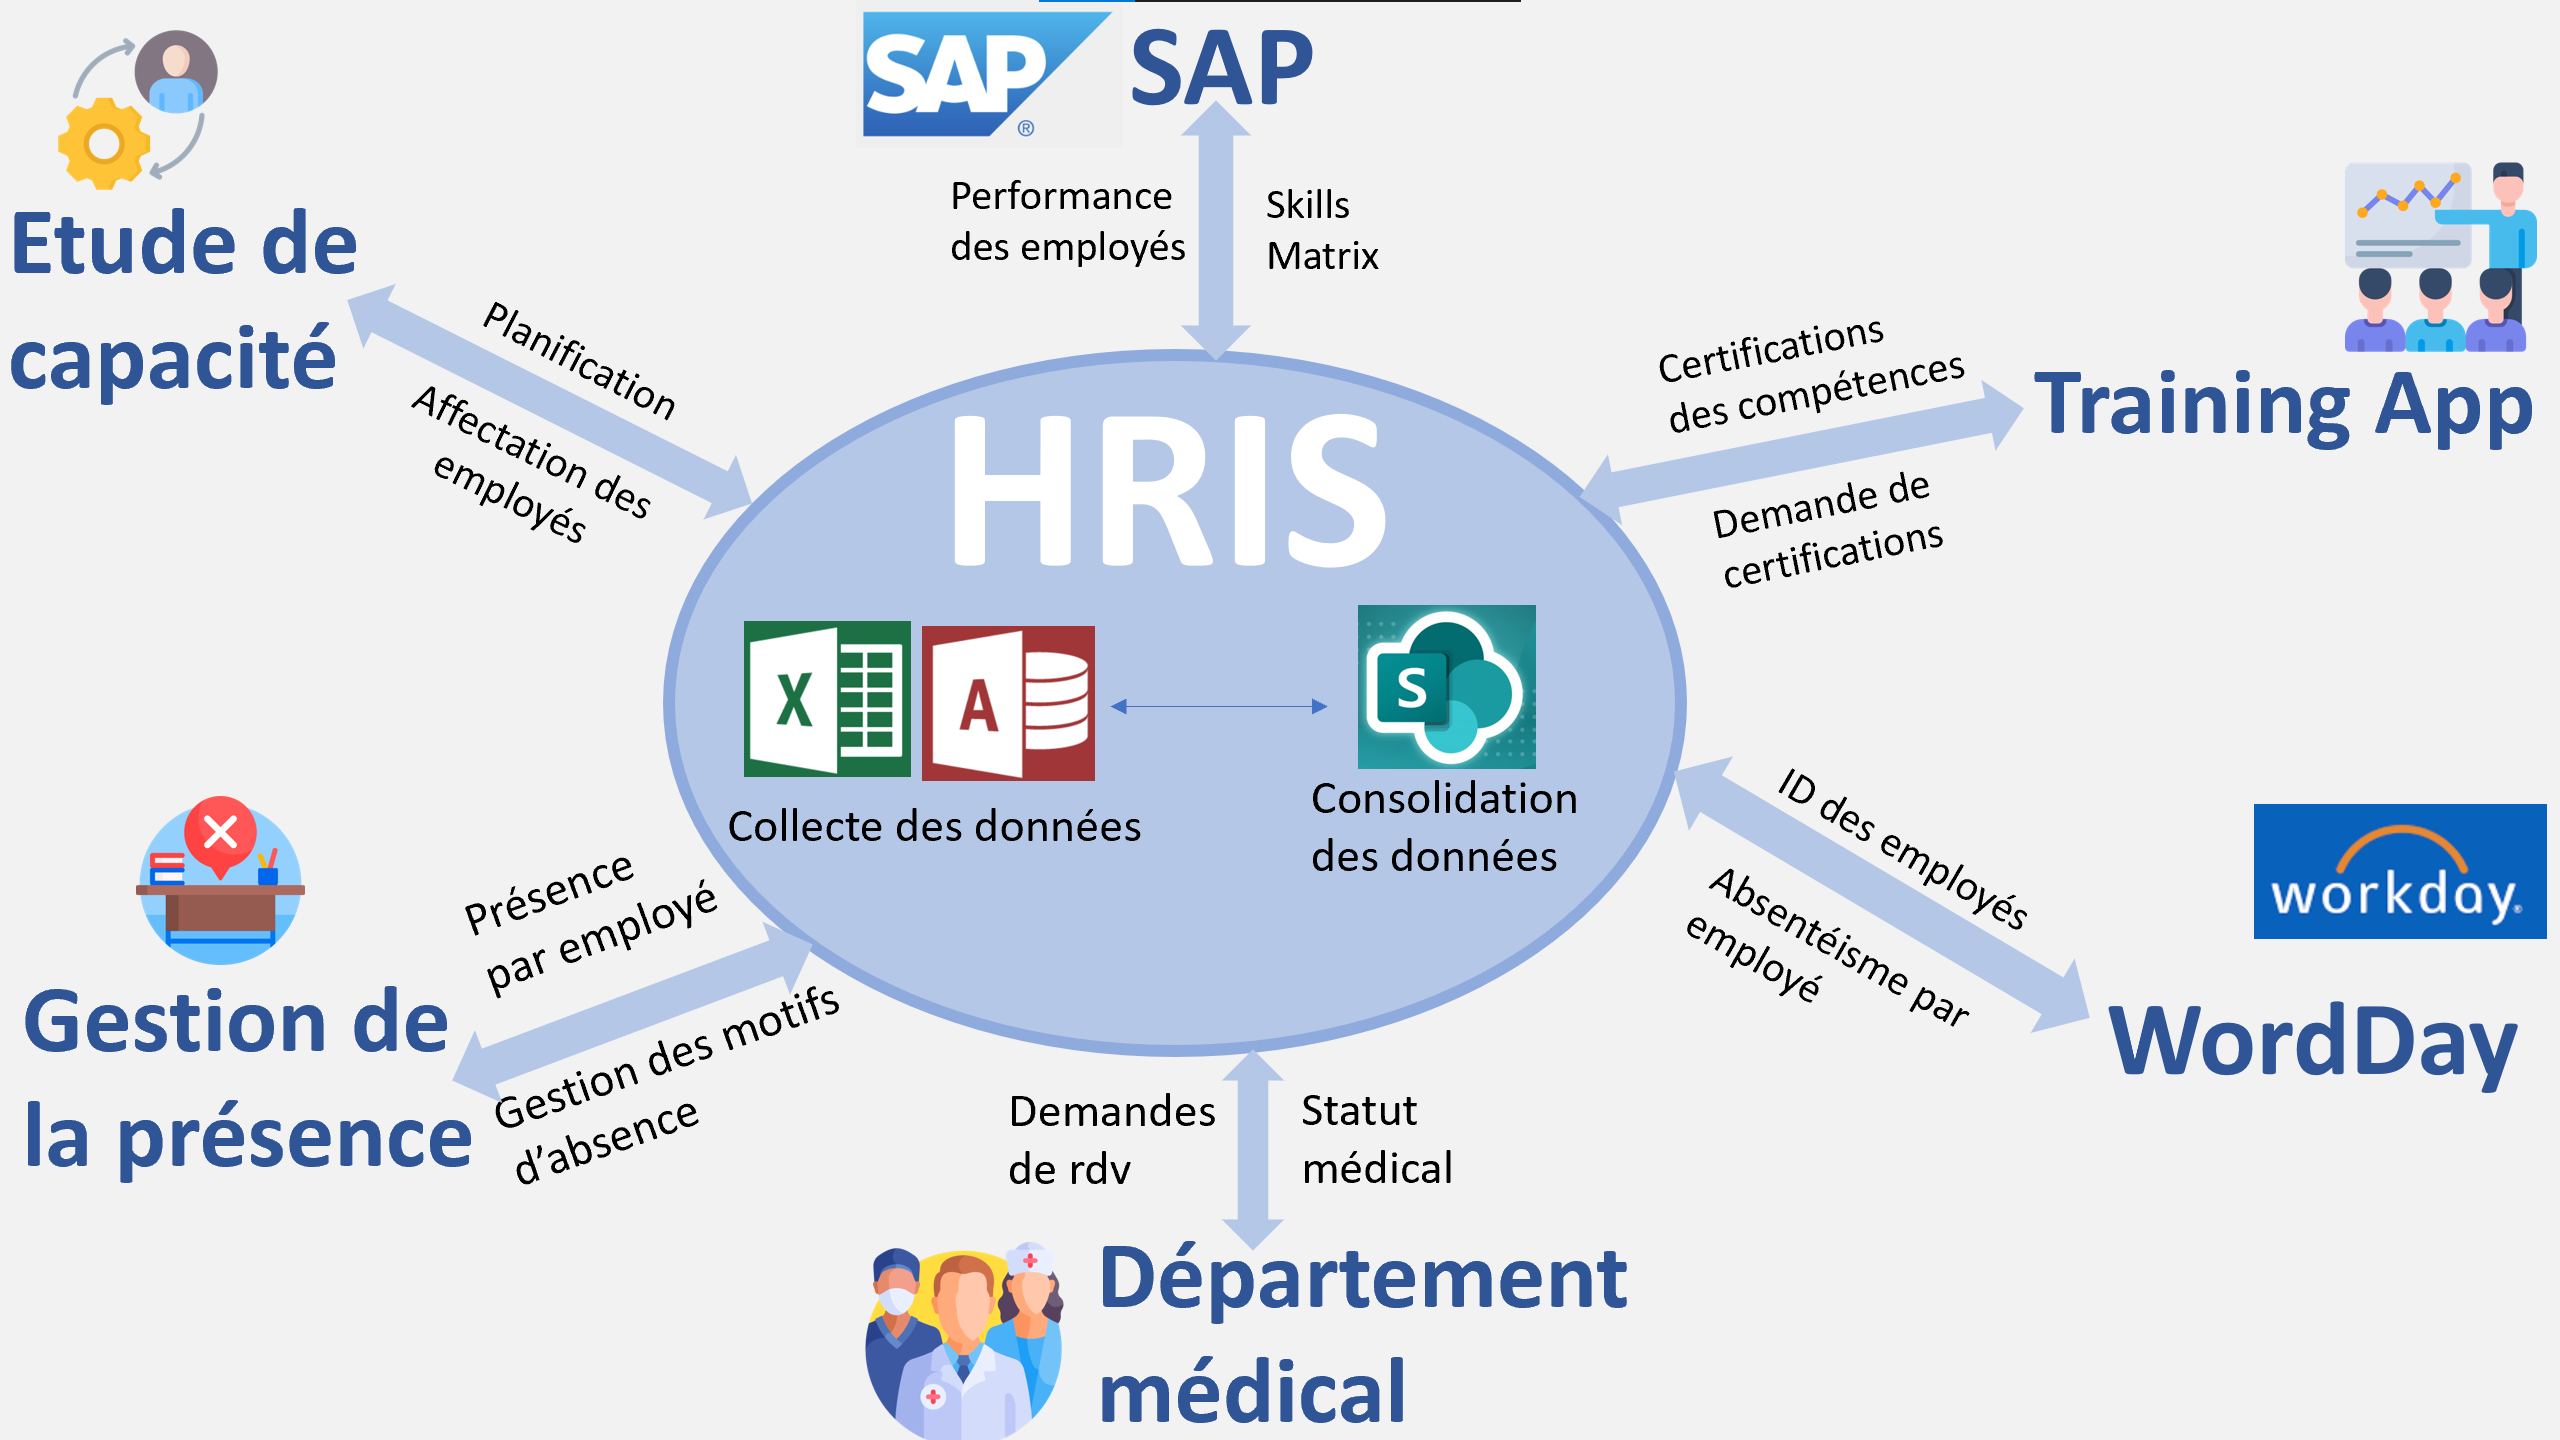 SAP
®
SAP
Performance
des employés
Skills
Matrix
Etude de
capacité
Planification
Affectation des
employés
Certifications
des compétences
Training App
Demande de
certifications
HRIS
X
A
S
Collecte des données
Consolidation
des données
Présence
par employé
Gestion de
la présence
Gestion des motifs
d’absence
ID des employés
Absentéisme par
employé
workday®
WordDay
Demandes
de rdv
Statut
médical
Département
médical